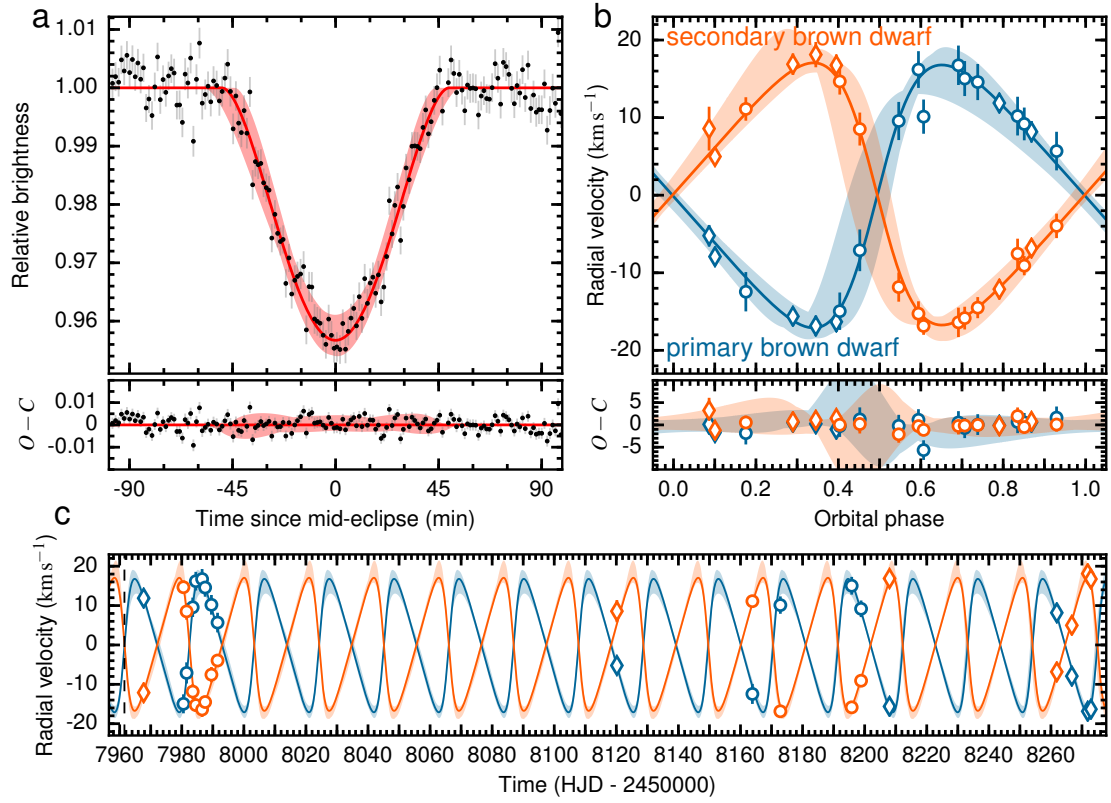 a
1.01
1.00
0.99
0.98
0.97
0.96
Relative brightness
0.01
0
-0.01
O − C
-90 -45 0 45 90
Time since mid-eclipse (min)
b
secondary brown dwarf
primary brown dwarf
20
10
0
-10
-20
Radial velocity (km s⁻¹)
5
0
-5
O − C
0.0 0.2 0.4 0.6 0.8 1.0
Orbital phase
c
20
10
0
-10
-20
Radial velocity (km s⁻¹)
7960 7980 8000 8020 8040 8060 8080 8100 8120 8140 8160 8180 8200 8220 8240 8260
Time (HJD - 2450000)